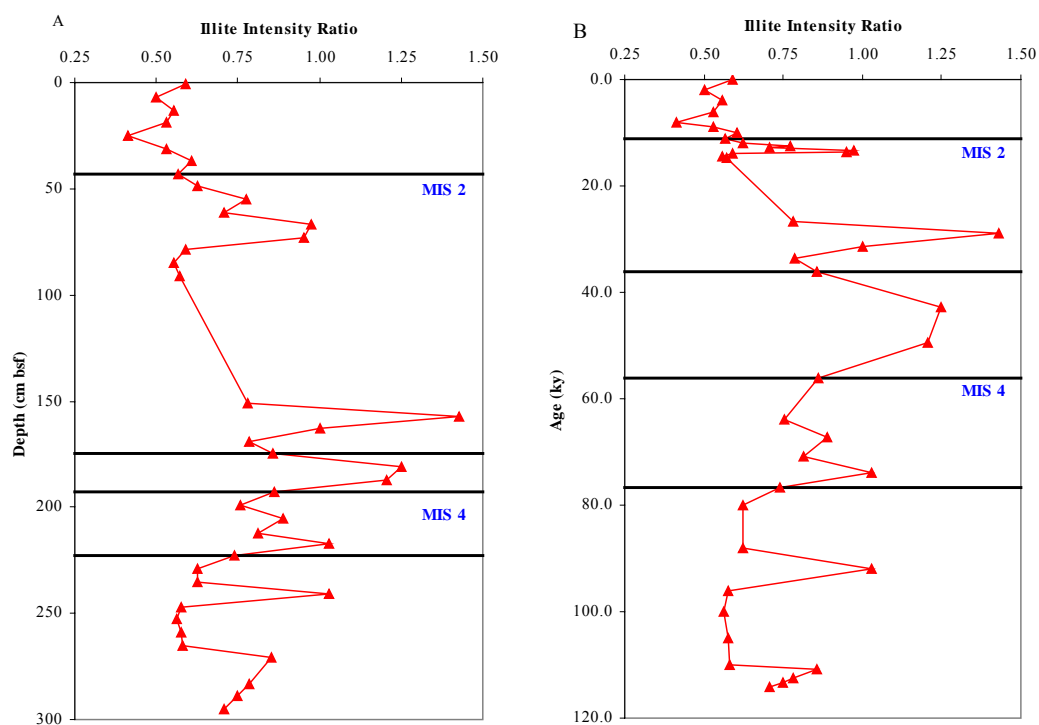 A
Illite Intensity Ratio
0.25 0.50 0.75 1.00 1.25 1.50
0
50
100
150
200
250
300
Depth (cm bsf)
MIS 2
MIS 4
B
Illite Intensity Ratio
0.25 0.50 0.75 1.00 1.25 1.50
0.0
20.0
40.0
60.0
80.0
100.0
120.0
Age (ky)
MIS 2
MIS 4